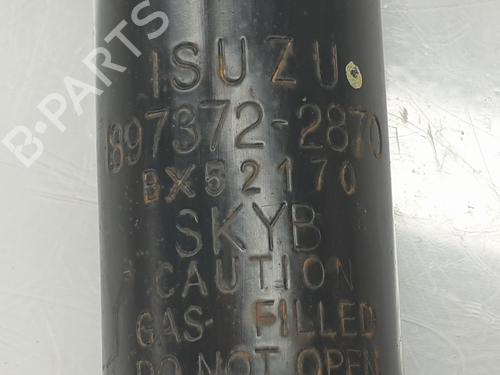 B-PARTS
ISUZU
897372-2870
BX52170
SKYB
CAUTION
GAS- FILLED
DO NOT OPEN